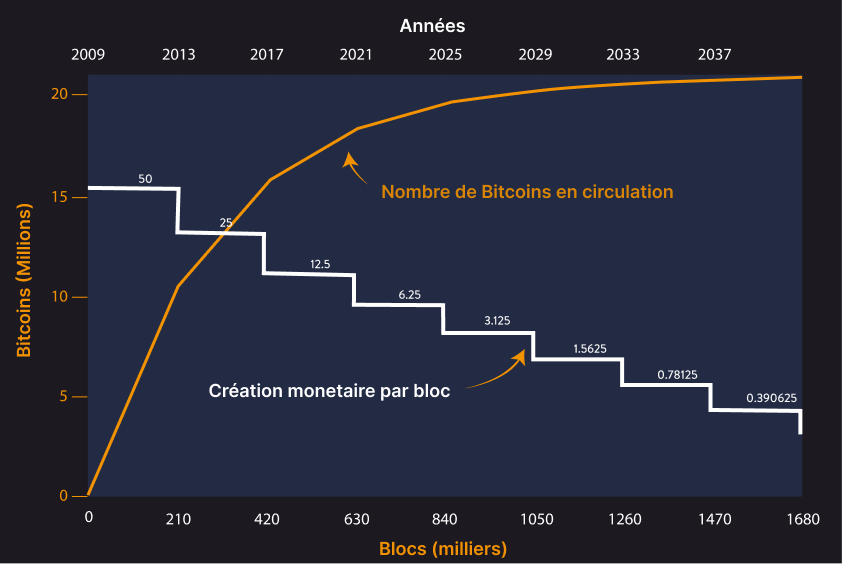 Années
2009 2013 2017 2021 2025 2029 2033 2037
20
50
Nombre de Bitcoins en circulation
15
25
12.5
6.25
10
3.125
1.5625
0.78125
Création monetaire par bloc
0.390625
5
0
Bitcoins (Millions)
0 210 420 630 840 1050 1260 1470 1680
Blocs (milliers)